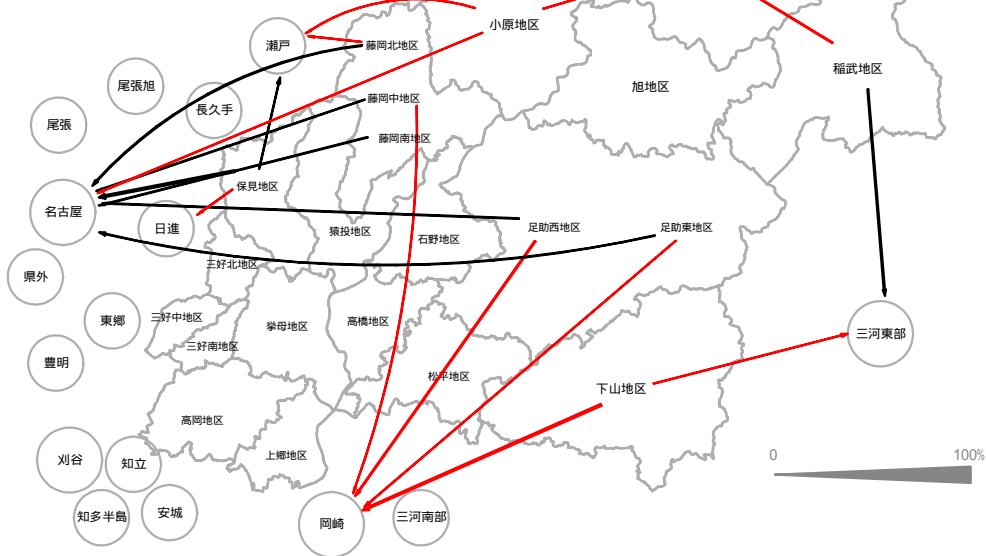 小原地区
瀬戸
藤岡北地区
稲武地区
尾張旭
旭地区
長久手
藤岡中地区
尾張
藤岡南地区
保見地区
名古屋
日進
猿投地区
石野地区
足助西地区
足助東地区
三好北地区
県外
東郷
三好中地区
挙母地区
高橋地区
三河東部
三好南地区
豊明
松平地区
下山地区
高岡地区
上郷地区
刈谷
知立
0
100%
知多半島
安城
岡崎
三河南部